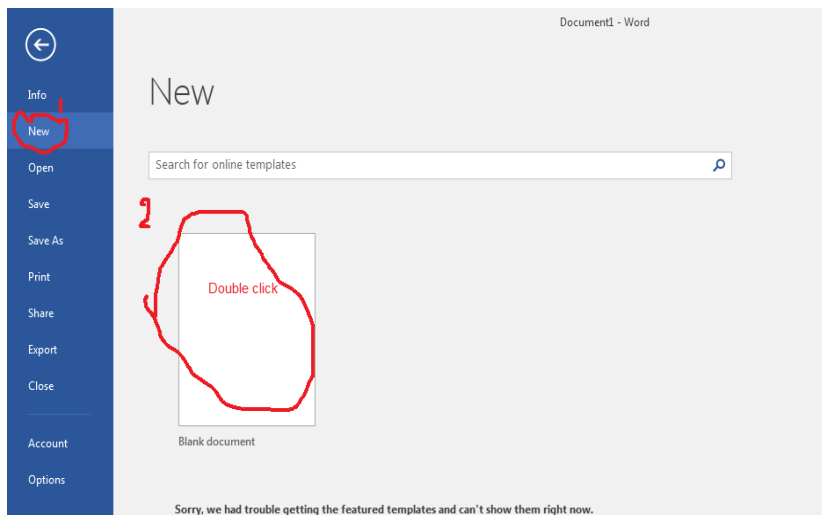 Document1 - Word
Info
New
Open
Save
Save As
Print
Share
Export
Close
Account
Options
New
Search for online templates
1
2
Double click
Blank document
Sorry, we had trouble getting the featured templates and can't show them right now.